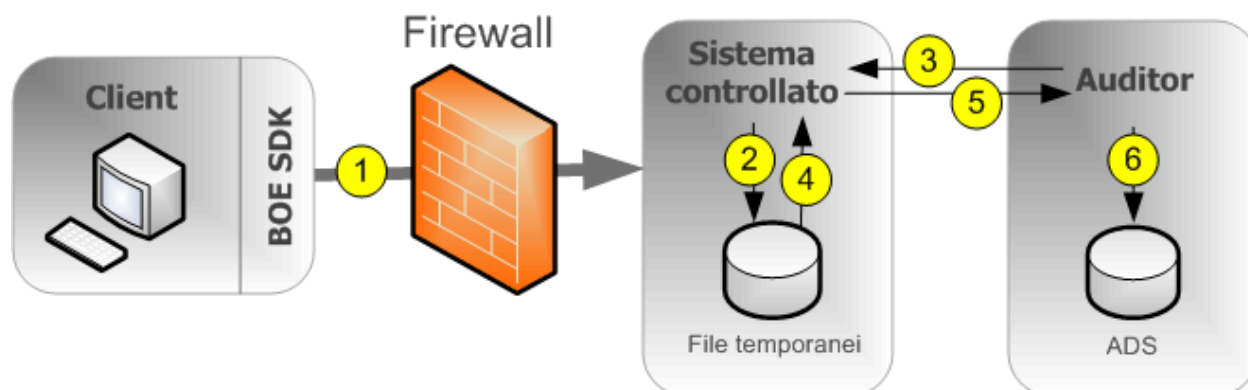 Firewall
Client
BOE SDK
1
Sistema
controllato
3
5
Auditor
2
4
6
File temporanei
ADS